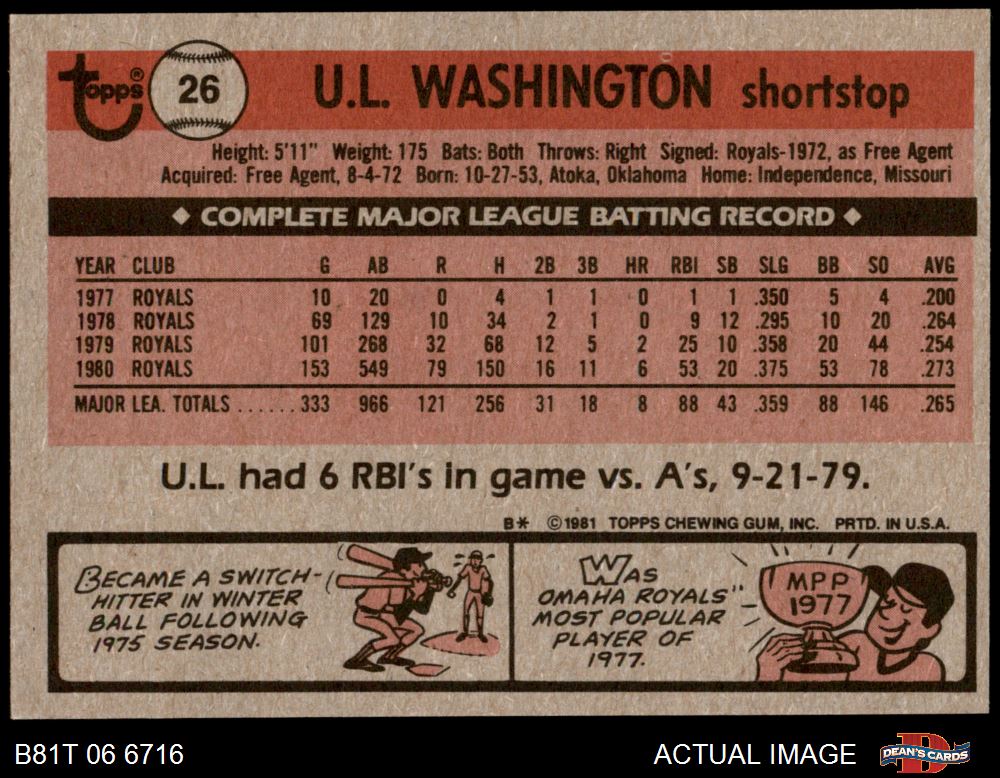 Topps® 26 U.L. WASHINGTON shortstop
Height: 5'11" Weight: 175 Bats: Both Throws: Right Signed: Royals-1972, as Free Agent
Acquired: Free Agent, 8-4-72 Born: 10-27-53, Atoka, Oklahoma Home: Independence, Missouri
◆ COMPLETE MAJOR LEAGUE BATTING RECORD ◆
YEAR CLUB G AB R H 2B 3B HR RBI SB SLG BB SO AVG
1977 ROYALS 10 20 0 4 1 1 0 1 1 .350 5 4 .200
1978 ROYALS 69 129 10 34 2 1 0 9 12 .295 10 20 .264
1979 ROYALS 101 268 32 68 12 5 2 25 10 .358 20 44 .254
1980 ROYALS 153 549 79 150 16 11 6 53 20 .375 53 78 .273
MAJOR LEA. TOTALS ...... 333 966 121 256 31 18 8 88 43 .359 88 146 .265
U.L. had 6 RBI's in game vs. A's, 9-21-79.
B* ©1981 TOPPS CHEWING GUM, INC. PRTD. IN U.S.A.
BECAME A SWITCH-
HITTER IN WINTER
BALL FOLLOWING
1975 SEASON.
WAS
OMAHA ROYALS"
MOST POPULAR
PLAYER OF
1977.
MPP
1977
B81T 06 6716 ACTUAL IMAGE DEAN'S CARDS